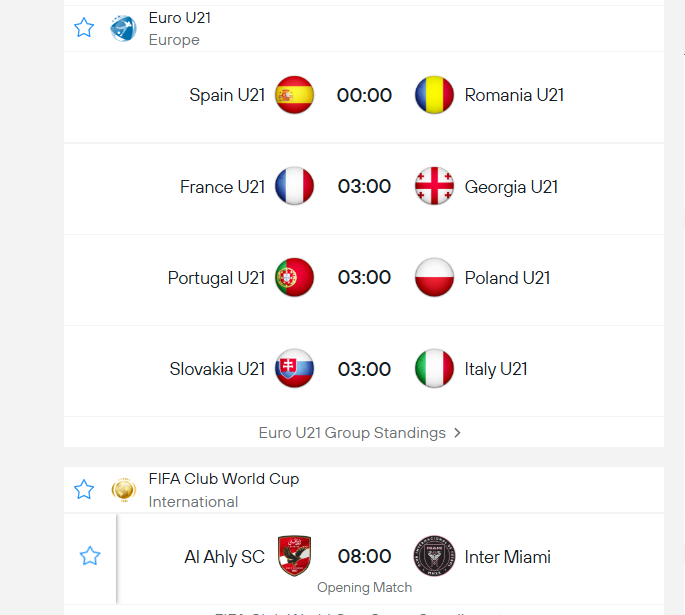 Euro U21
Europe
Spain U21 00:00 Romania U21
France U21 03:00 Georgia U21
Portugal U21 03:00 Poland U21
Slovakia U21 03:00 Italy U21
Euro U21 Group Standings >
FIFA Club World Cup
International
Al Ahly SC 08:00 Inter Miami
Opening Match